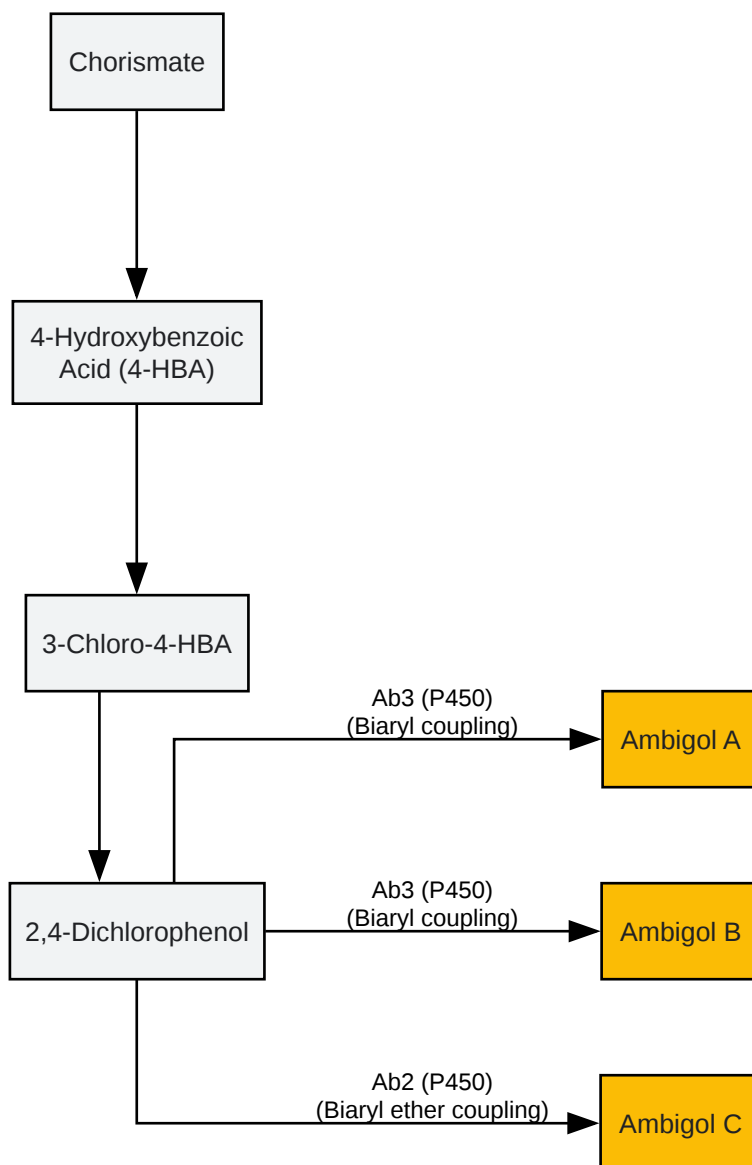 Chorismate
4-Hydroxybenzoic
Acid (4-HBA)
3-Chloro-4-HBA
Ab3 (P450)
(Biaryl coupling)
Ambigol A
2,4-Dichlorophenol
Ab3 (P450)
(Biaryl coupling)
Ambigol B
Ab2 (P450)
(Biaryl ether coupling)
Ambigol C